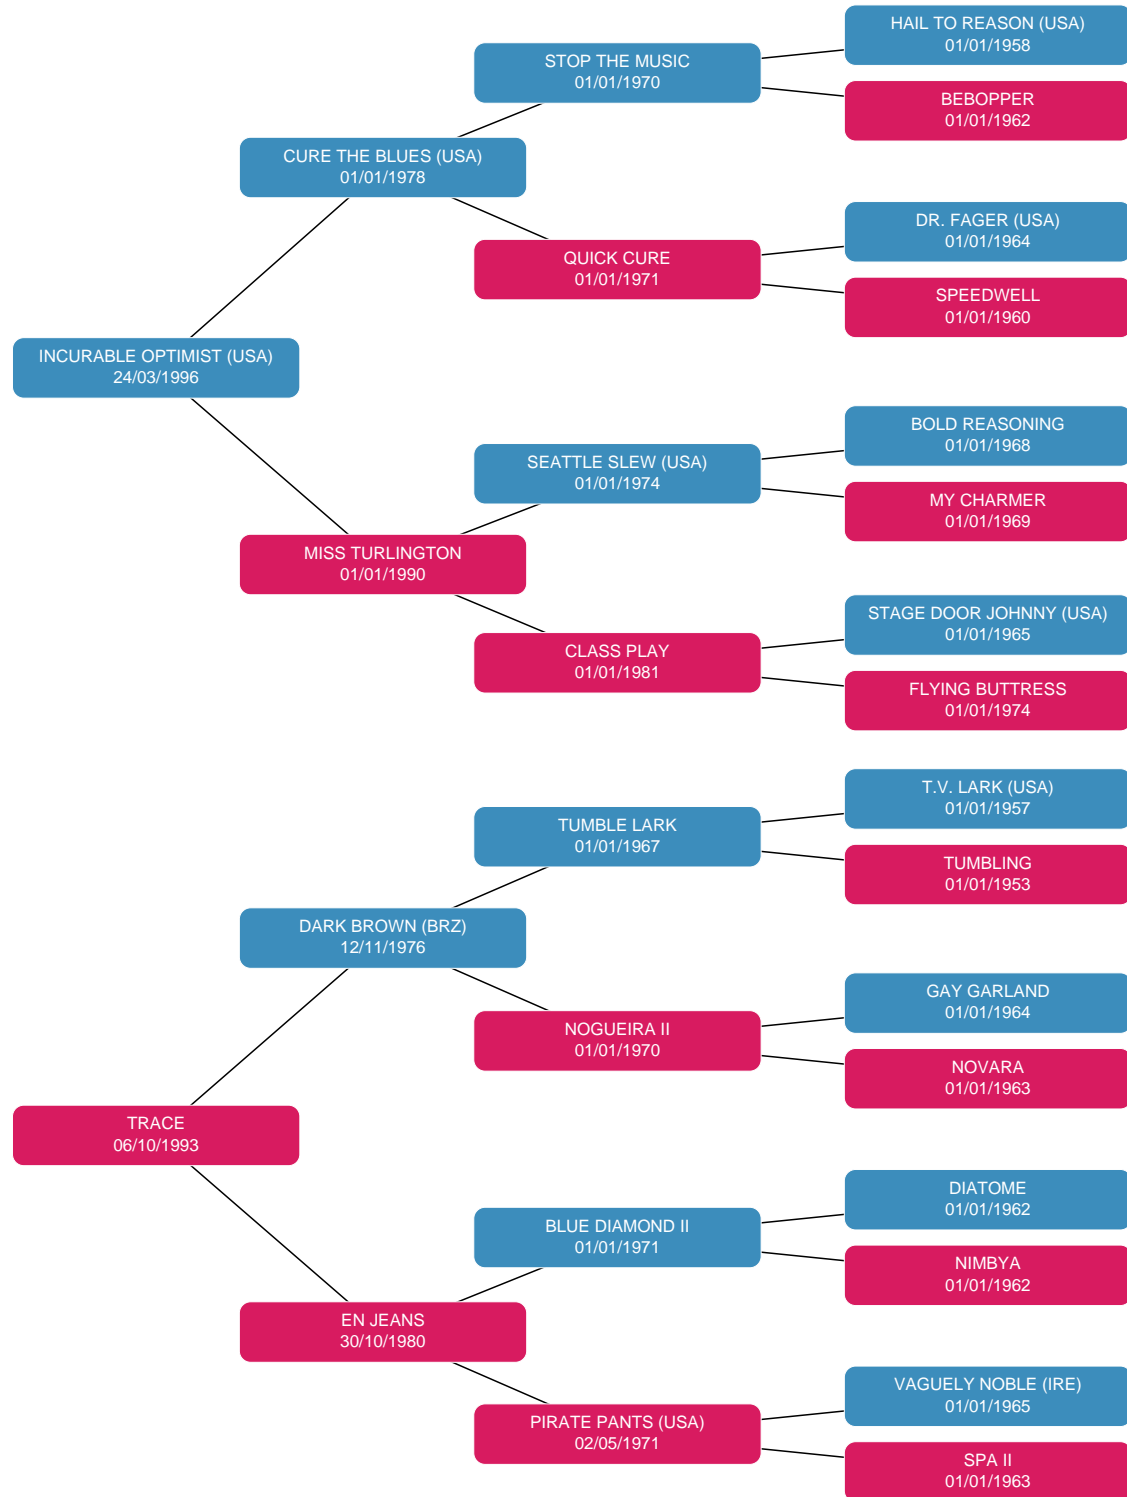 HAIL TO REASON (USA)
01/01/1958
STOP THE MUSIC
01/01/1970
BEBOPPER
01/01/1962
CURE THE BLUES (USA)
01/01/1978
DR. FAGER (USA)
01/01/1964
QUICK CURE
01/01/1971
SPEEDWELL
01/01/1960
INCURABLE OPTIMIST (USA)
24/03/1996
BOLD REASONING
01/01/1968
SEATTLE SLEW (USA)
01/01/1974
MY CHARMER
01/01/1969
MISS TURLINGTON
01/01/1990
STAGE DOOR JOHNNY (USA)
01/01/1965
CLASS PLAY
01/01/1981
FLYING BUTTRESS
01/01/1974
T.V. LARK (USA)
01/01/1957
TUMBLE LARK
01/01/1967
TUMBLING
01/01/1953
DARK BROWN (BRZ)
12/11/1976
GAY GARLAND
01/01/1964
NOGUEIRA II
01/01/1970
NOVARA
01/01/1963
TRACE
06/10/1993
DIATOME
01/01/1962
BLUE DIAMOND II
01/01/1971
NIMBYA
01/01/1962
EN JEANS
30/10/1980
VAGUELY NOBLE (IRE)
01/01/1965
PIRATE PANTS (USA)
02/05/1971
SPA II
01/01/1963